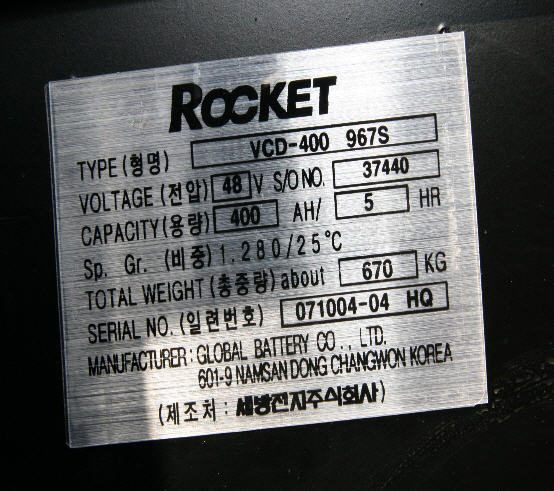 ROCKET
TYPE (형명) VCD-400 967S
VOLTAGE (전압) 48 V S/O NO. 37440
CAPACITY (용량) 400 AH/ 5 HR
Sp. Gr. (비중) 1.280/25°C
TOTAL WEIGHT (총중량) about 670 KG
SERIAL NO. (일련번호) 071004-04 HQ
MANUFACTURER : GLOBAL BATTERY CO., LTD.
601-9 NAMSAN DONG CHANGWON KOREA
(제조처 : 세방전지주식회사)